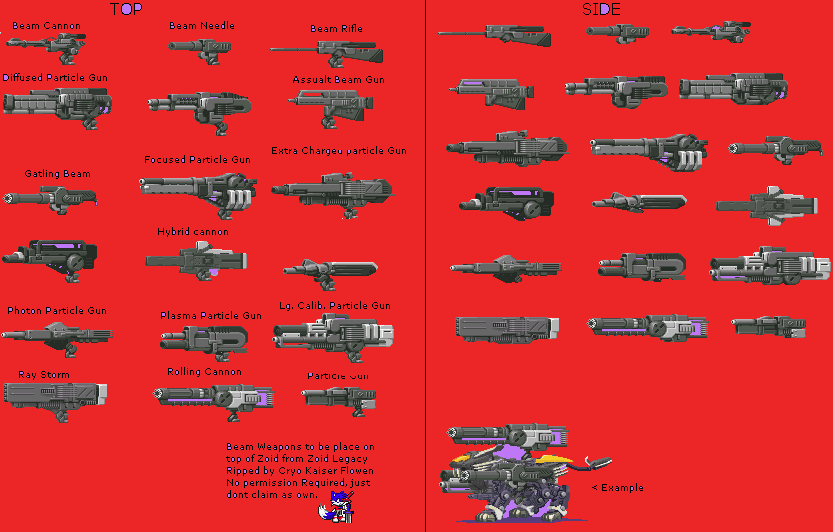 TOP
SIDE
Beam Cannon
Beam Needle
Beam Rifle
Diffused Particle Gun
Assualt Beam Gun
Focused Particle Gun
Extra Charged particle Gun
Gatling Beam
Hybrid cannon
Photon Particle Gun
Plasma Particle Gun
Lg. Calib. Particle Gun
Ray Storm
Rolling Cannon
Particle Gun
Beam Weapons to be place on
top of Zoid from Zoid Legacy
Ripped by Cryo Kaiser Flowen
No permission Required, just
dont claim as own.
< Example